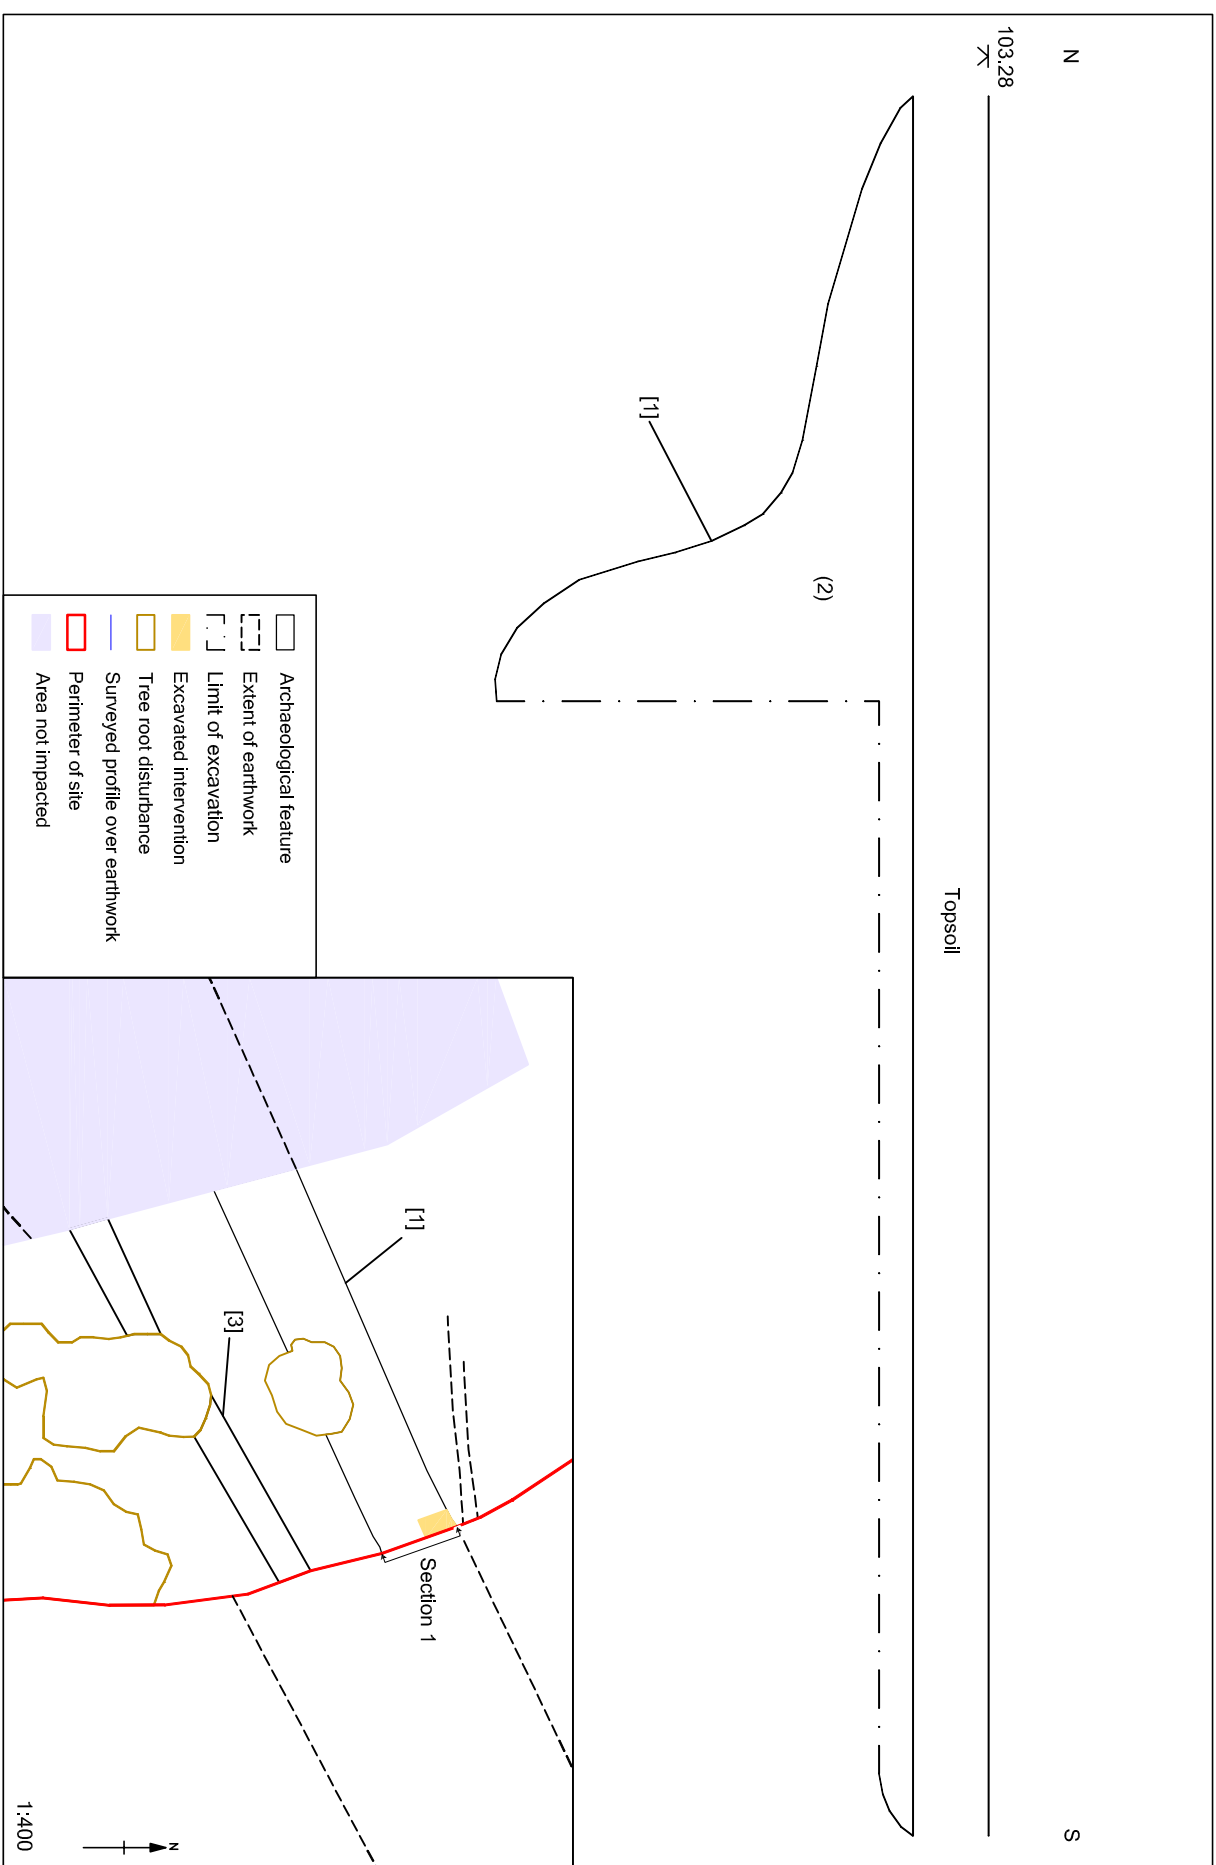 N
S
103.28
Topsoil
(2)
[1]
Archaeological feature
Extent of earthwork
Limit of excavation
Excavated intervention
Tree root disturbance
Surveyed profile over earthwork
Perimeter of site
Area not impacted
[1]
[3]
Section 1
N
1:400